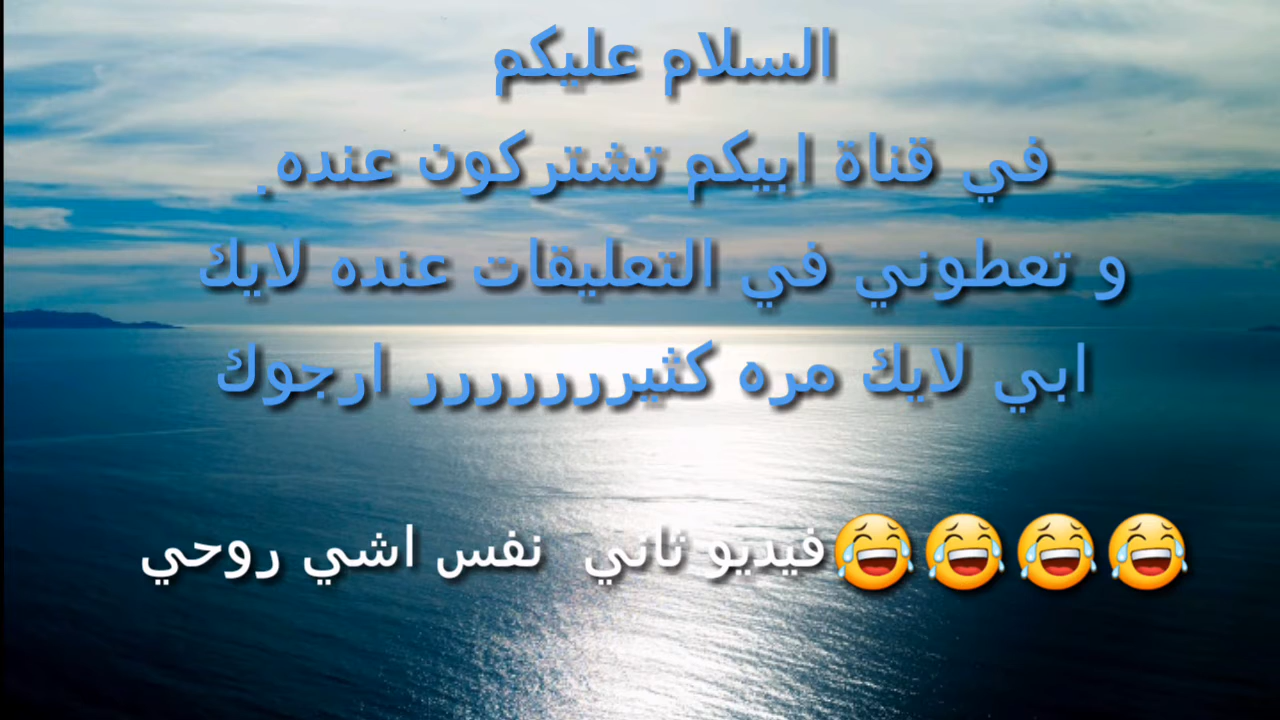 السلام عليكم
في قناة ابيكم تشتركون عنده.
و تعطوني في التعليقات عنده لايك
ابي لايك مره كثيررررررر ارجوك
😂😂😂😂فيديو ثاني نفس اشي روحي